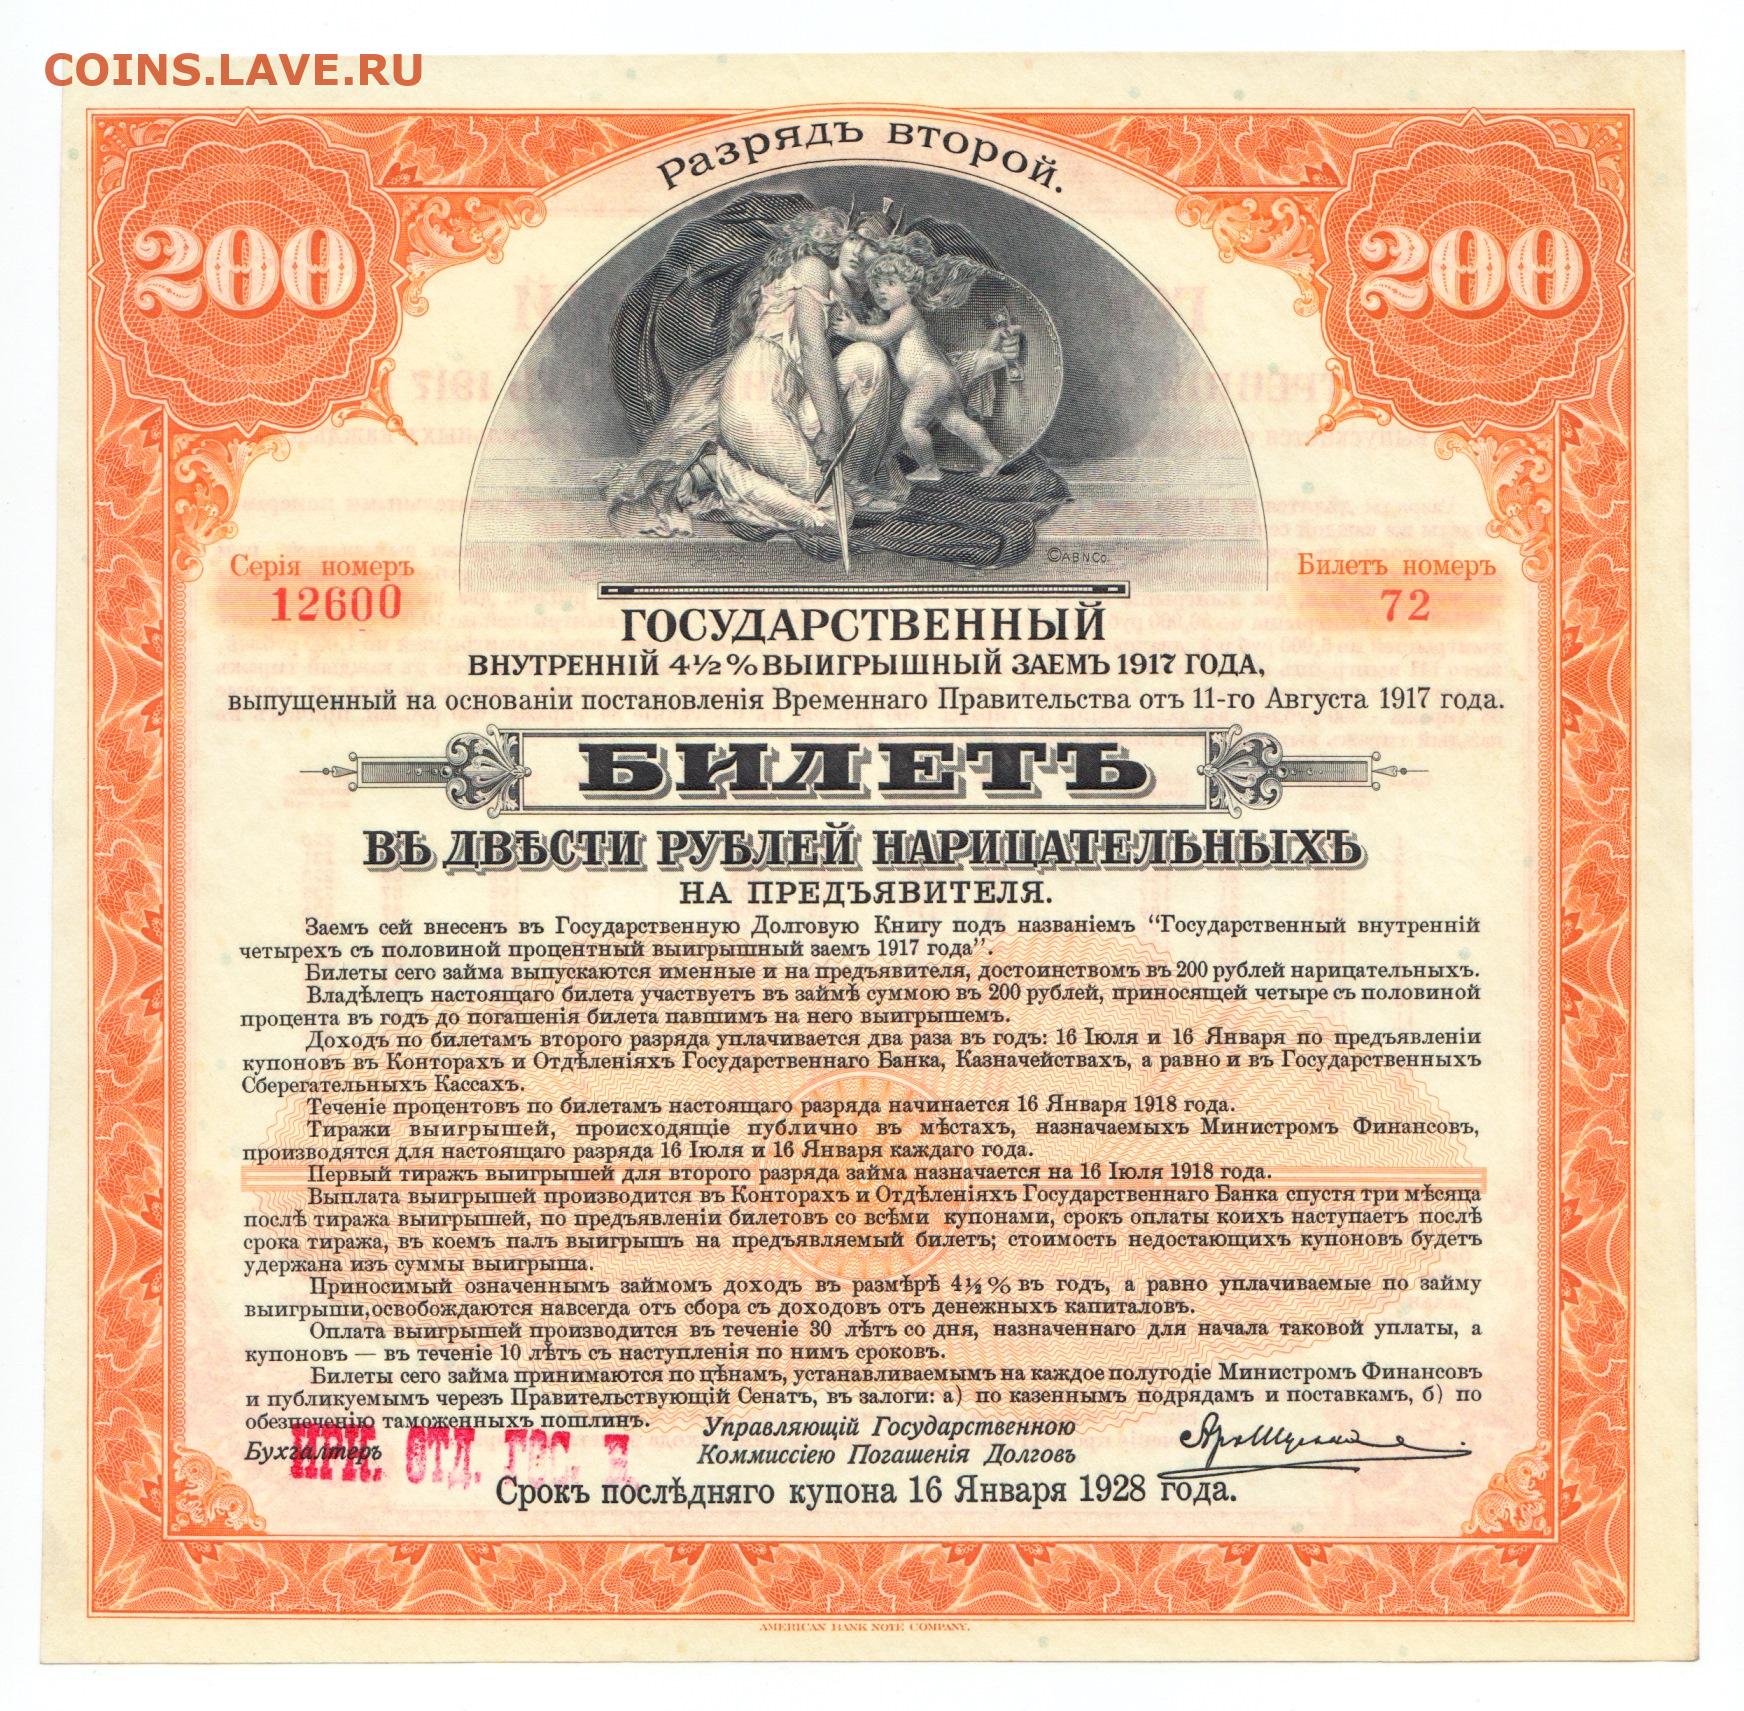 COINS.LAVE.RU
Разрядъ второй.
200
200
©ABNCo.
Серія номеръ
12600
Билетъ номеръ
72
ГОСУДАРСТВЕННЫЙ
ВНУТРЕННІЙ 4½% ВЫИГРЫШНЫЙ ЗАЕМЪ 1917 ГОДА,
выпущенный на основаніи постановленія Временнаго Правительства отъ 11-го Августа 1917 года.
БИЛЕТЪ
ВЪ ДВѢСТИ РУБЛЕЙ НАРИЦАТЕЛЬНЫХЪ
НА ПРЕДЪЯВИТЕЛЯ.
Заемъ сей внесенъ въ Государственную Долговую Книгу подъ названіемъ “Государственный внутренній
четырехъ съ половиной процентный выигрышный заемъ 1917 года”.
Билеты сего займа выпускаются именные и на предъявителя, достоинствомъ въ 200 рублей нарицательныхъ.
Владѣлецъ настоящаго билета участвуетъ въ займѣ суммою въ 200 рублей, приносящей четыре съ половиной
процента въ годъ до погашенія билета павшимъ на него выигрышемъ.
Доходъ по билетамъ второго разряда уплачивается два раза въ годъ: 16 Іюля и 16 Января по предъявленіи
купоновъ въ Конторахъ и Отдѣленіяхъ Государственнаго Банка, Казначействахъ, а равно и въ Государственныхъ
Сберегательныхъ Кассахъ.
Теченіе процентовъ по билетамъ настоящаго разряда начинается 16 Января 1918 года.
Тиражи выигрышей, происходящіе публично въ мѣстахъ, назначаемыхъ Министромъ Финансовъ,
производятся для настоящаго разряда 16 Іюля и 16 Января каждаго года.
Первый тиражъ выигрышей для второго разряда займа назначается на 16 Іюля 1918 года.
Выплата выигрышей производится въ Конторахъ и Отдѣленіяхъ Государственнаго Банка спустя три мѣсяца
послѣ тиража выигрышей, по предъявленіи билетовъ со всѣми купонами, срокъ оплаты коихъ наступаетъ послѣ
срока тиража, въ коемъ палъ выигрышъ на предъявляемый билетъ; стоимость недостающихъ купоновъ будетъ
удержана изъ суммы выигрыша.
Приносимый означеннымъ займомъ доходъ въ размѣрѣ 4½% въ годъ, а равно уплачиваемые по займу
выигрыши, освобождаются навсегда отъ сбора съ доходовъ отъ денежныхъ капиталовъ.
Оплата выигрышей производится въ теченіе 30 лѣтъ со дня, назначеннаго для начала таковой уплаты, а
купоновъ — въ теченіе 10 лѣтъ съ наступленія по нимъ сроковъ.
Билеты сего займа принимаются по цѣнамъ, устанавливаемымъ на каждое полугодіе Министромъ Финансовъ
и публикуемымъ черезъ Правительствующій Сенатъ, въ залоги: а) по казеннымъ подрядамъ и поставкамъ, б) по
обезпеченію таможенныхъ пошлинъ.
Управляющій Государственною
Бухгалтеръ
Коммиссіею Погашенія Долговъ
ИРК. ОТД. ГОС. Б.
Срокъ послѣдняго купона 16 Января 1928 года.
AMERICAN BANK NOTE COMPANY.